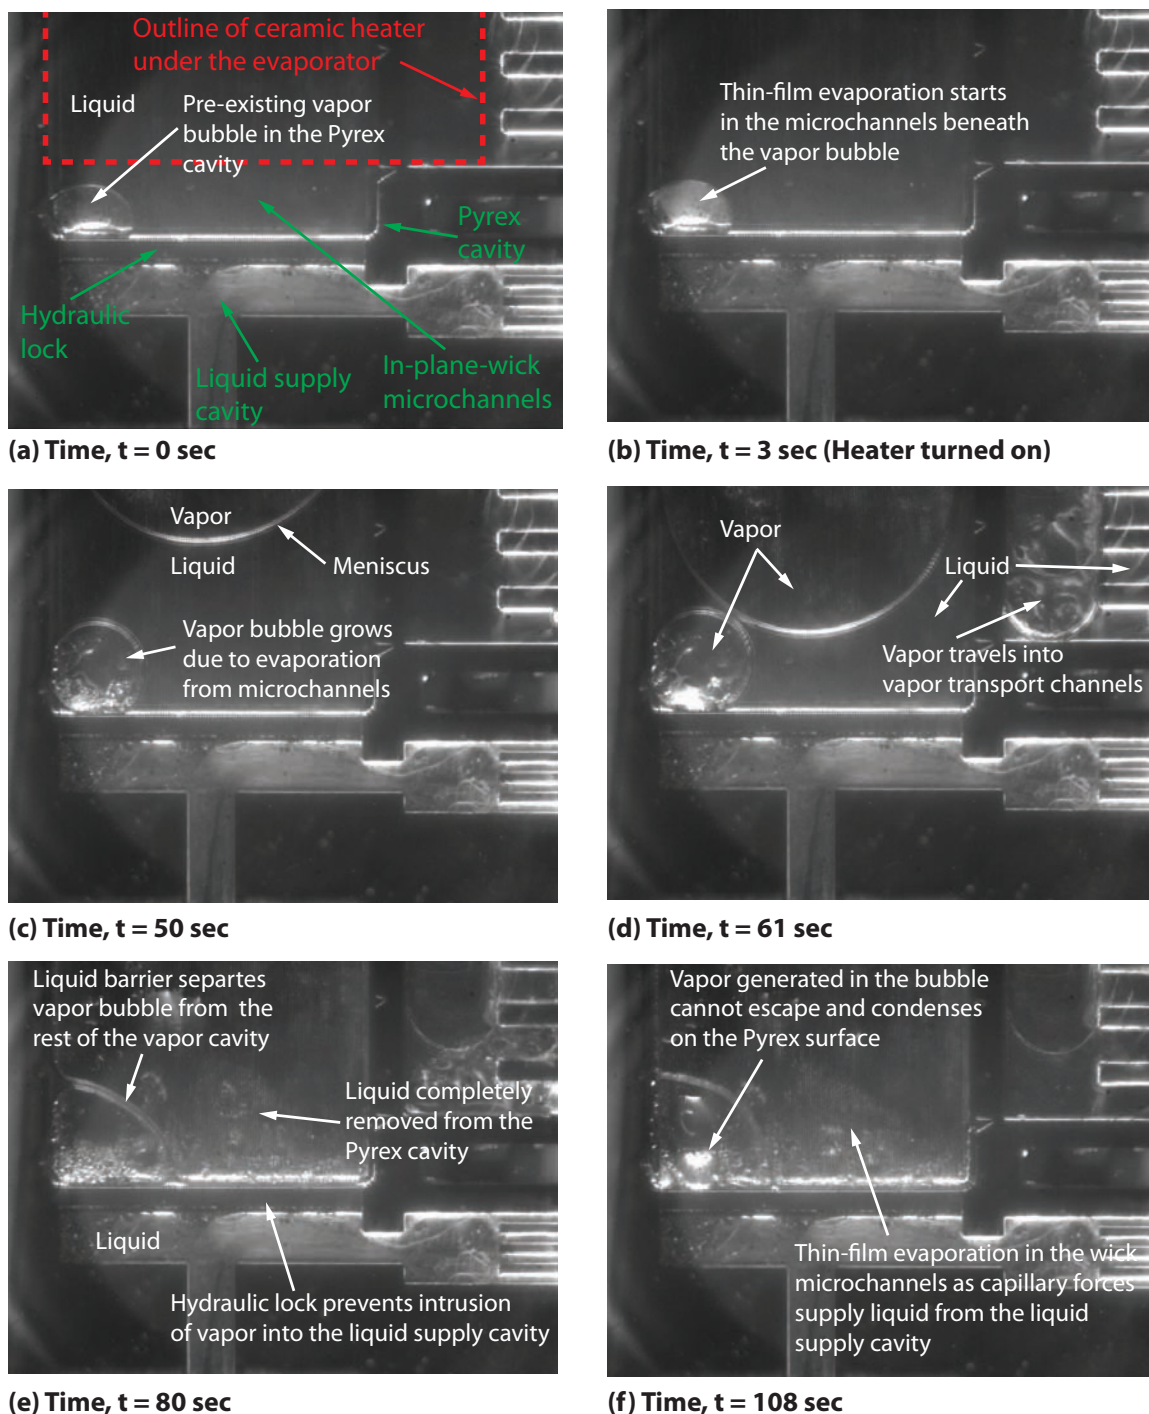 Outline of ceramic heater
under the evaporator
Liquid
Pre-existing vapor
bubble in the Pyrex
cavity
Pyrex
cavity
Hydraulic
lock
Liquid supply
cavity
In-plane-wick
microchannels
(a) Time, t = 0 sec
Thin-film evaporation starts
in the microchannels beneath
the vapor bubble
(b) Time, t = 3 sec (Heater turned on)
Vapor
Liquid
Meniscus
Vapor bubble grows
due to evaporation
from microchannels
(c) Time, t = 50 sec
Vapor
Liquid
Vapor travels into
vapor transport channels
(d) Time, t = 61 sec
Liquid barrier separtes
vapor bubble from the
rest of the vapor cavity
Liquid completely
removed from the
Pyrex cavity
Liquid
Hydraulic lock prevents intrusion
of vapor into the liquid supply cavity
(e) Time, t = 80 sec
Vapor generated in the bubble
cannot escape and condenses
on the Pyrex surface
Thin-film evaporation in the wick
microchannels as capillary forces
supply liquid from the liquid
supply cavity
(f) Time, t = 108 sec